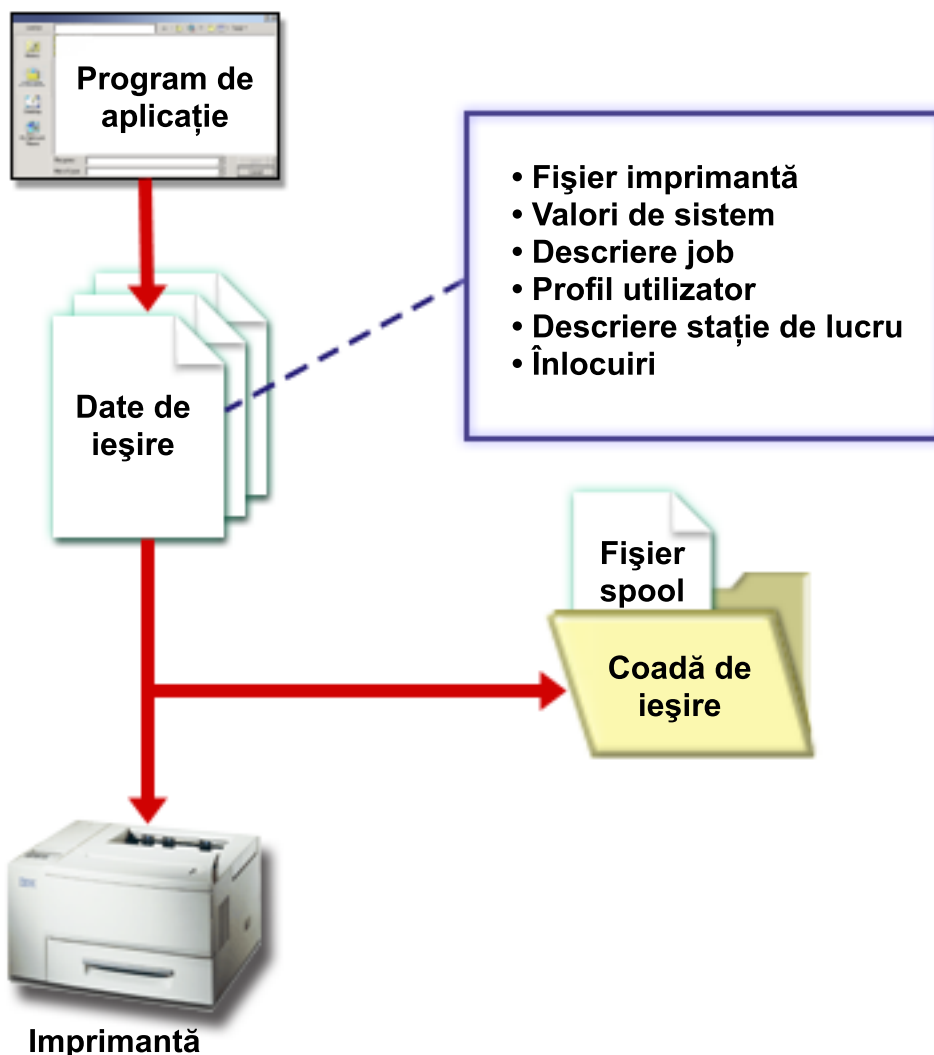 Program de
aplicație
• Fişier imprimantă
• Valori de sistem
• Descriere job
• Profil utilizator
• Descriere stație de lucru
• Înlocuiri
Date de
ieşire
Fişier
spool
Coadă de
ieşire
Imprimantă